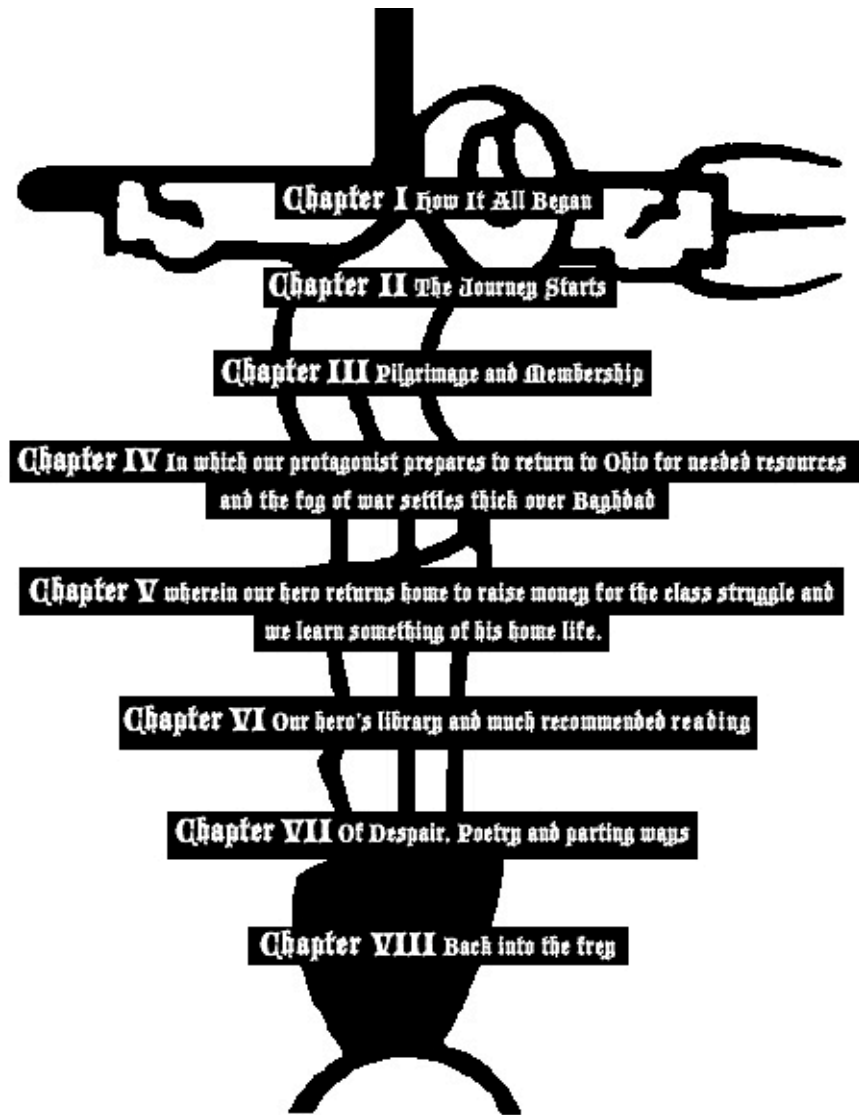 Chapter I How It All Began
Chapter II The Journey Starts
Chapter III Pilgrimage and Membership
Chapter IV In which our protagonist prepares to return to Ohio for needed resources
and the fog of war settles thick over Baghdad
Chapter V wherein our hero returns home to raise money for the class struggle and
we learn something of his home life.
Chapter VI Our hero's library and much recommended reading
Chapter VII Of Despair, Poetry and parting ways
Chapter VIII Back into the frey